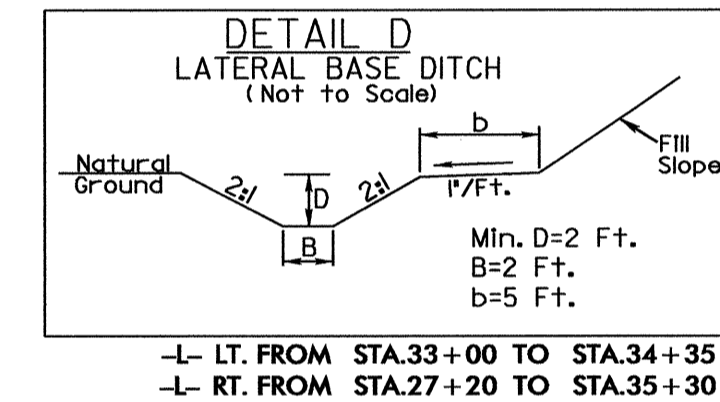 DETAIL D
LATERAL BASE DITCH
(Not to Scale)
b
Natural
Ground
2:1
D
2:1
1"/Ft.
Fill
Slope
B
Min. D=2 Ft.
B=2 Ft.
b=5 Ft.
-L- LT. FROM STA.33+00 TO STA.34+35
-L- RT. FROM STA.27+20 TO STA.35+30